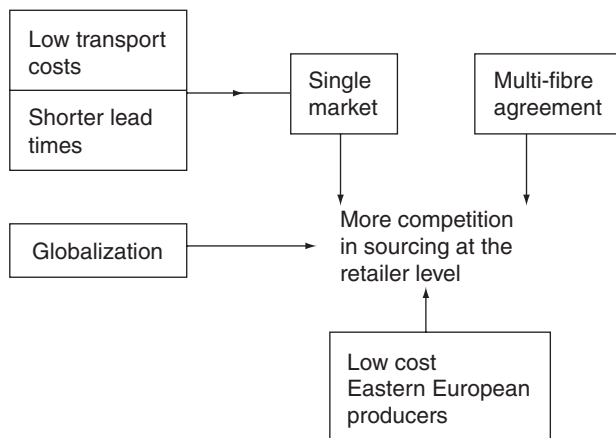 Low transport
costs
Shorter lead
times
Single
market
Multi-fibre
agreement
Globalization
More competition
in sourcing at the
retailer level
Low cost
Eastern European
producers